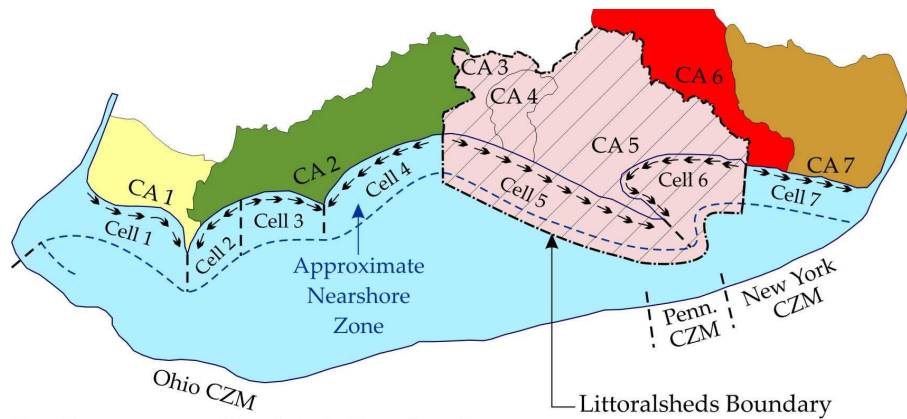 CA 3
CA 4
CA 6
CA 2
CA 5
CA 7
CA 1
Cell 4
Cell 6
Cell 5
Cell 7
Cell 3
Cell 1
Cell 2
Approximate
Nearshore
Zone
Penn.
CZM
New York
CZM
Ohio CZM
Littoralsheds Boundary